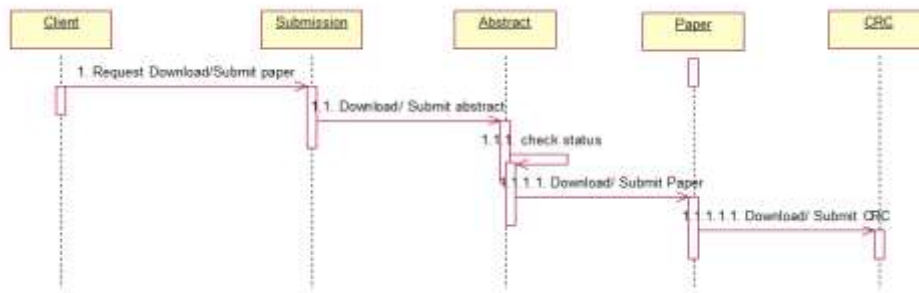 Client
Submission
Abstract
Paper
CRC
1. Request Download/Submit paper
1.1. Download/ Submit abstract
1.1.1. check status
1.1.1.1. Download/ Submit Paper
1.1.1.1.1. Download/ Submit CRC